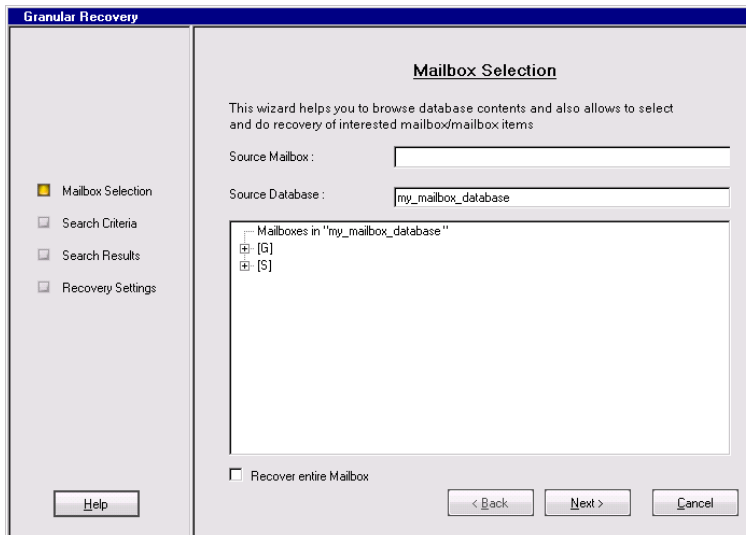 Granular Recovery
Mailbox Selection
This wizard helps you to browse database contents and also allows to select
and do recovery of interested mailbox/mailbox items
Source Mailbox :
Source Database :
my_mailbox_database
Mailbox Selection
Search Criteria
Search Results
Recovery Settings
Mailboxes in "my_mailbox_database"
[G]
[S]
Recover entire Mailbox
Help
< Back
Next >
Cancel